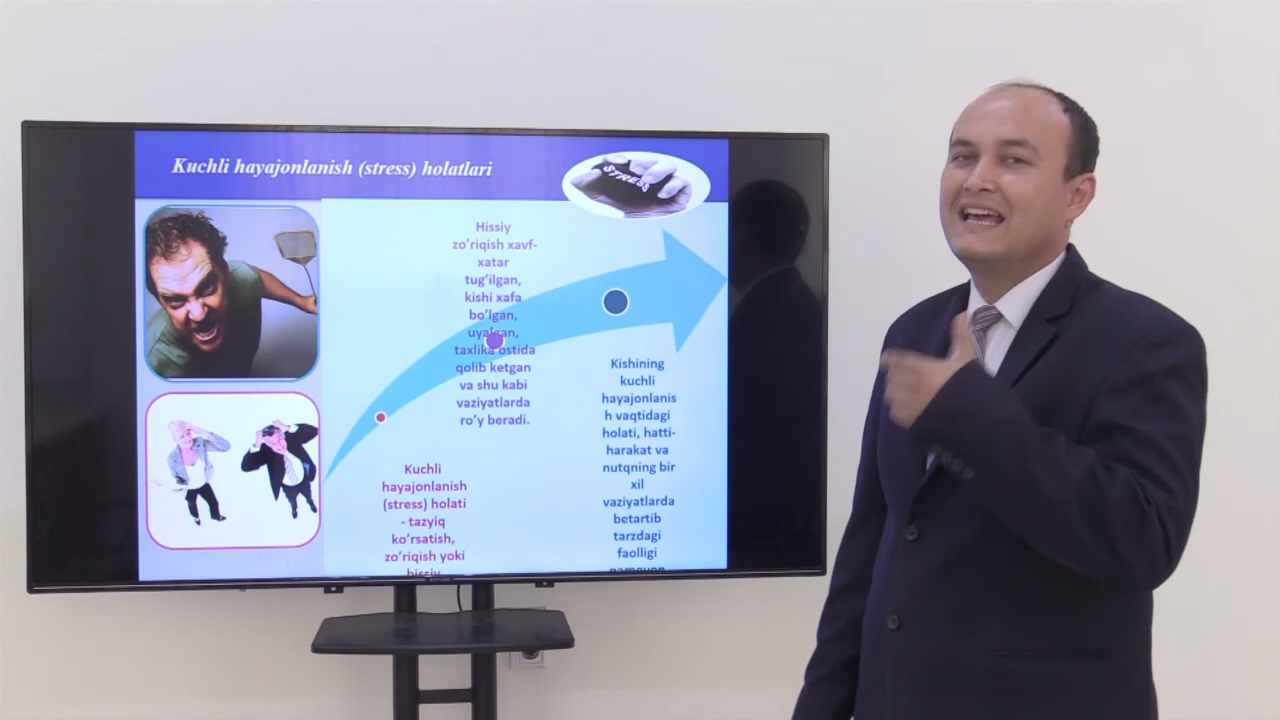 Kuchli hayajonlanish (stress) holatlari
STRESS
Hissiy
zo’riqish xavf-
xatar
tug’ilgan,
kishi xafa
bo’lgan,
uyalgan,
taxlika ostida
qolib ketgan
va shu kabi
vaziyatlarda
ro’y beradi.
Kuchli
hayajonlanish
(stress) holati
- tazyiq
ko’rsatish,
zo’riqish yoki
hissiy
Kishining
kuchli
hayajonlanis
h vaqtidagi
holati, hatti-
harakat va
nutqning bir
xil
vaziyatlarda
betartib
tarzdagi
faolligi
namoyon